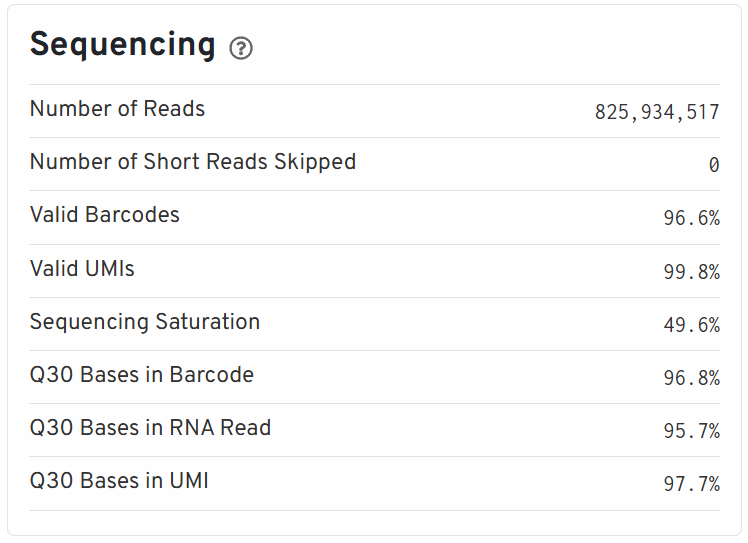 Sequencing ?
Number of Reads 825,934,517
Number of Short Reads Skipped 0
Valid Barcodes 96.6%
Valid UMIs 99.8%
Sequencing Saturation 49.6%
Q30 Bases in Barcode 96.8%
Q30 Bases in RNA Read 95.7%
Q30 Bases in UMI 97.7%